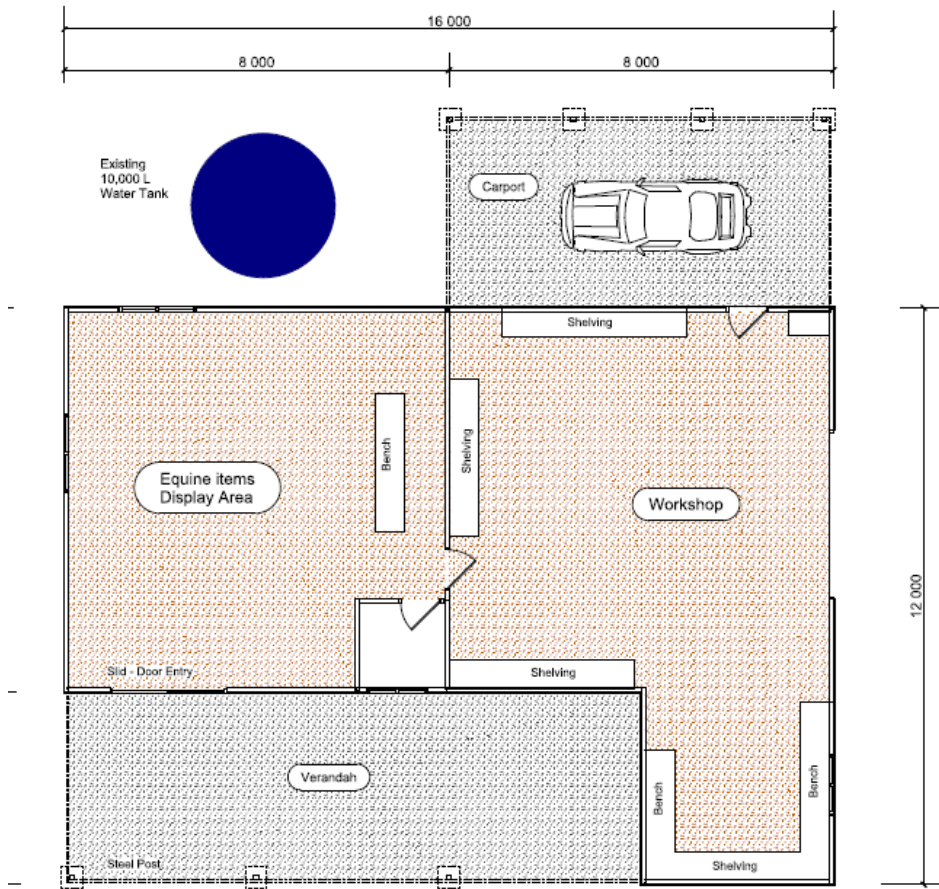 16 000
8 000
8 000
Existing
10,000 L
Water Tank
Carport
Shelving
Shelving
Bench
Equine items
Display Area
Workshop
12 000
Slid - Door Entry
Shelving
Verandah
Bench
Bench
Steel Post
Shelving